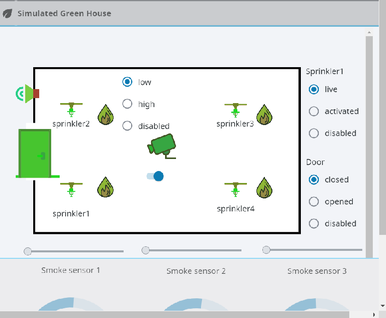 Simulated Green House
Sprinkler1
low
live
high
activated
sprinkler2
disabled
sprinkler3
disabled
Door
closed
opened
sprinkler1
sprinkler4
disabled
Smoke sensor 1
Smoke sensor 2
Smoke sensor 3